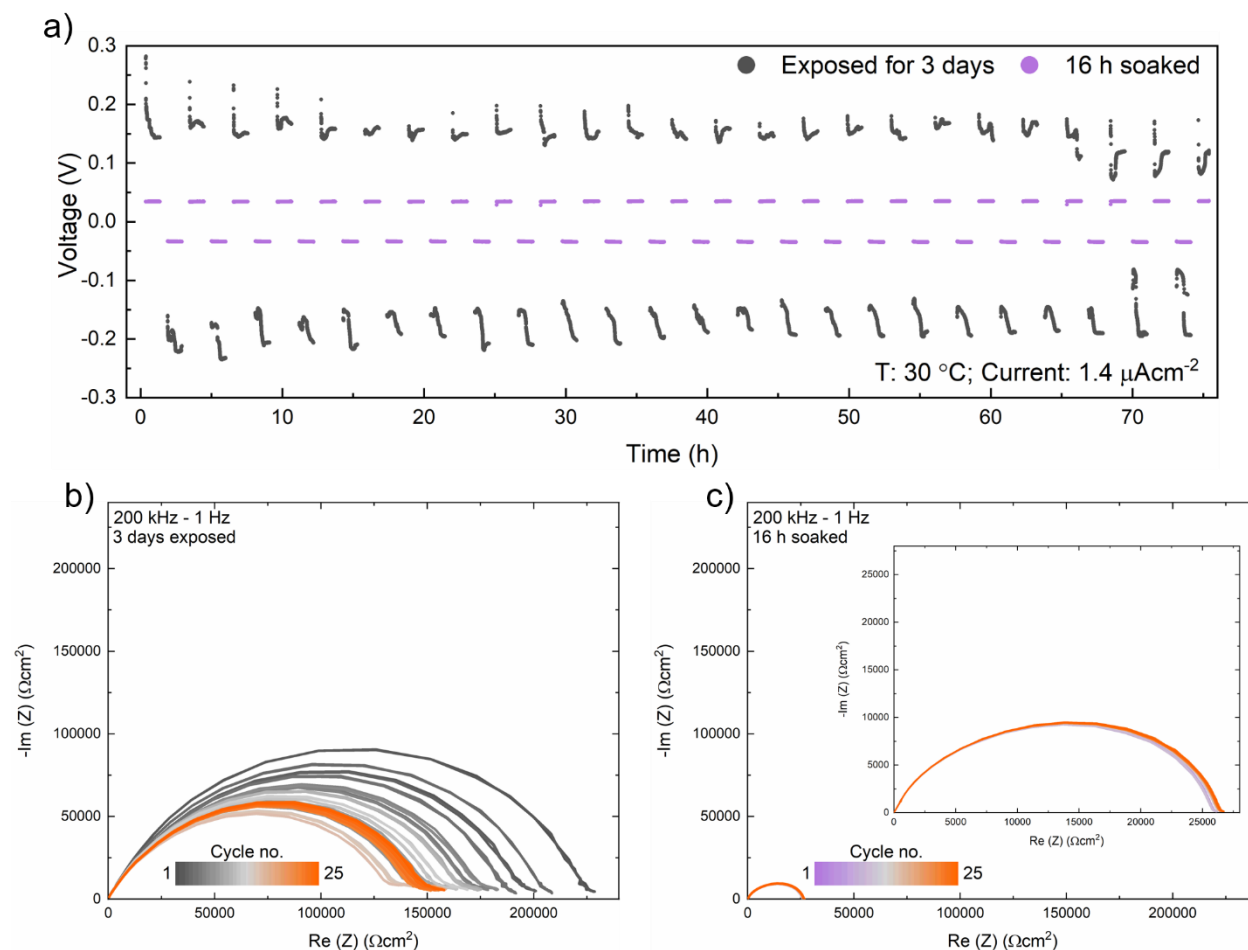 a)
0.3
0.2
0.1
0.0
-0.1
-0.2
-0.3
Voltage (V)
Exposed for 3 days
16 h soaked
T: 30 °C; Current: 1.4 μAcm-2
0
10
20
30
40
50
60
70
Time (h)
b)
200 kHz - 1 Hz
3 days exposed
200000
150000
100000
50000
0
-Im (Z) (Ωcm²)
Cycle no.
1
25
0
50000
100000
150000
200000
Re (Z) (Ωcm²)
c)
200 kHz - 1 Hz
16 h soaked
200000
150000
100000
50000
0
-Im (Z) (Ωcm²)
25000
20000
15000
10000
5000
0
-Im (Z) (Ωcm²)
0
5000
10000
15000
20000
25000
Re (Z) (Ωcm²)
Cycle no.
1
25
0
50000
100000
150000
200000
Re (Z) (Ωcm²)